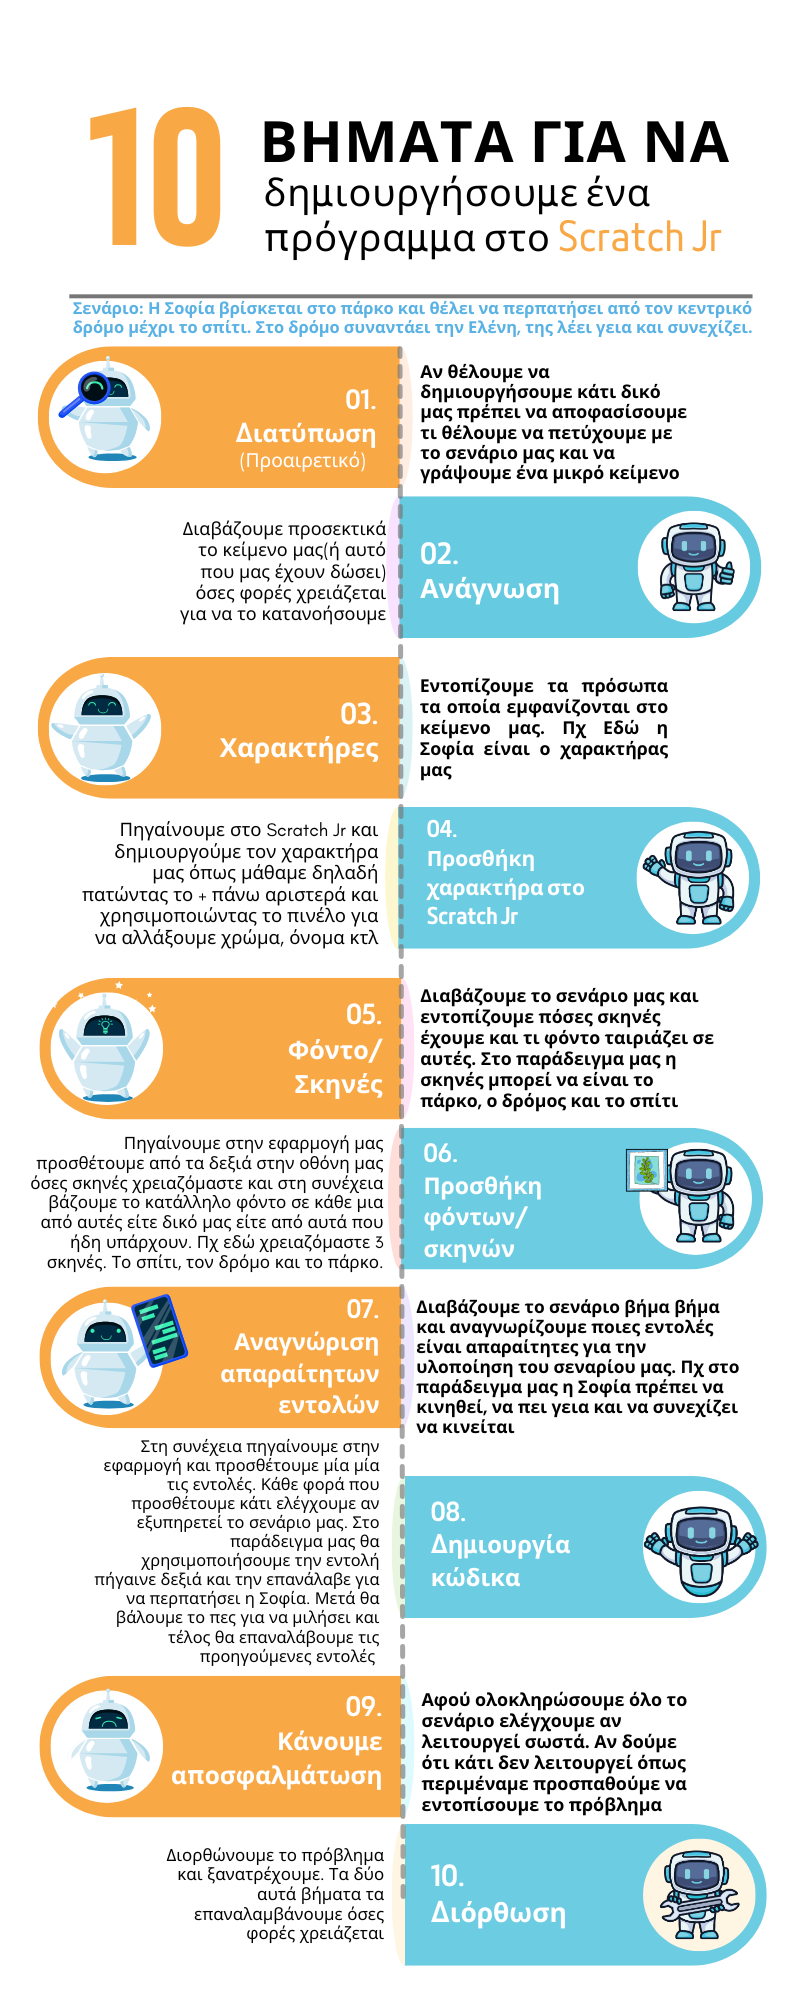 10
ΒΗΜΑΤΑ ΓΙΑ ΝΑ
δημιουργήσουμε ένα
πρόγραμμα στο Scratch Jr
Σενάριο: Η Σοφία βρίσκεται στο πάρκο και θέλει να περπατήσει από τον κεντρικό
δρόμο μέχρι το σπίτι. Στο δρόμο συναντάει την Ελένη, της λέει γεια και συνεχίζει.
01.
Διατύπωση
(Προαιρετικό)
Αν θέλουμε να
δημιουργήσουμε κάτι δικό
μας πρέπει να αποφασίσουμε
τι θέλουμε να πετύχουμε με
το σενάριο μας και να
γράψουμε ένα μικρό κείμενο
02.
Ανάγνωση
Διαβάζουμε προσεκτικά
το κείμενο μας(ή αυτό
που μας έχουν δώσει)
όσες φορές χρειάζεται
για να το κατανοήσουμε
03.
Χαρακτήρες
Εντοπίζουμε τα πρόσωπα
τα οποία εμφανίζονται στο
κείμενο μας. Πχ Εδώ η
Σοφία είναι ο χαρακτήρας
μας
04.
Προσθήκη
χαρακτήρα στο
Scratch Jr
Πηγαίνουμε στο Scratch Jr και
δημιουργούμε τον χαρακτήρα
μας όπως μάθαμε δηλαδή
πατώντας το + πάνω αριστερά και
χρησιμοποιώντας το πινέλο για
να αλλάξουμε χρώμα, όνομα κτλ
05.
Φόντο/
Σκηνές
Διαβάζουμε το σενάριο μας και
εντοπίζουμε πόσες σκηνές
έχουμε και τι φόντο ταιριάζει σε
αυτές. Στο παράδειγμα μας η
σκηνές μπορεί να είναι το
πάρκο, ο δρόμος και το σπίτι
06.
Προσθήκη
φόντων/
σκηνών
Πηγαίνουμε στην εφαρμογή μας
προσθέτουμε από τα δεξιά στην οθόνη μας
όσες σκηνές χρειαζόμαστε και στη συνέχεια
βάζουμε το κατάλληλο φόντο σε κάθε μια
από αυτές είτε δικό μας είτε από αυτά που
ήδη υπάρχουν. Πχ εδώ χρειαζόμαστε 3
σκηνές. Το σπίτι, τον δρόμο και το πάρκο.
07.
Αναγνώριση
απαραίτητων
εντολών
Διαβάζουμε το σενάριο βήμα βήμα
και αναγνωρίζουμε ποιες εντολές
είναι απαραίτητες για την
υλοποίηση του σεναρίου μας. Πχ στο
παράδειγμα μας η Σοφία πρέπει να
κινηθεί, να πει γεια και να συνεχίζει
να κινείται
08.
Δημιουργία
κώδικα
Στη συνέχεια πηγαίνουμε στην
εφαρμογή και προσθέτουμε μία μία
τις εντολές. Κάθε φορά που
προσθέτουμε κάτι ελέγχουμε αν
εξυπηρετεί το σενάριο μας. Στο
παράδειγμα μας θα
χρησιμοποιήσουμε την εντολή
πήγαινε δεξιά και την επανάλαβε για
να περπατήσει η Σοφία. Μετά θα
βάλουμε το πες για να μιλήσει και
τέλος θα επαναλάβουμε τις
προηγούμενες εντολές
09.
Κάνουμε
αποσφαλμάτωση
Αφού ολοκληρώσουμε όλο το
σενάριο ελέγχουμε αν
λειτουργεί σωστά. Αν δούμε
ότι κάτι δεν λειτουργεί όπως
περιμέναμε προσπαθούμε να
εντοπίσουμε το πρόβλημα
10.
Διόρθωση
Διορθώνουμε το πρόβλημα
και ξανατρέχουμε. Τα δύο
αυτά βήματα τα
επαναλαμβάνουμε όσες
φορές χρειάζεται